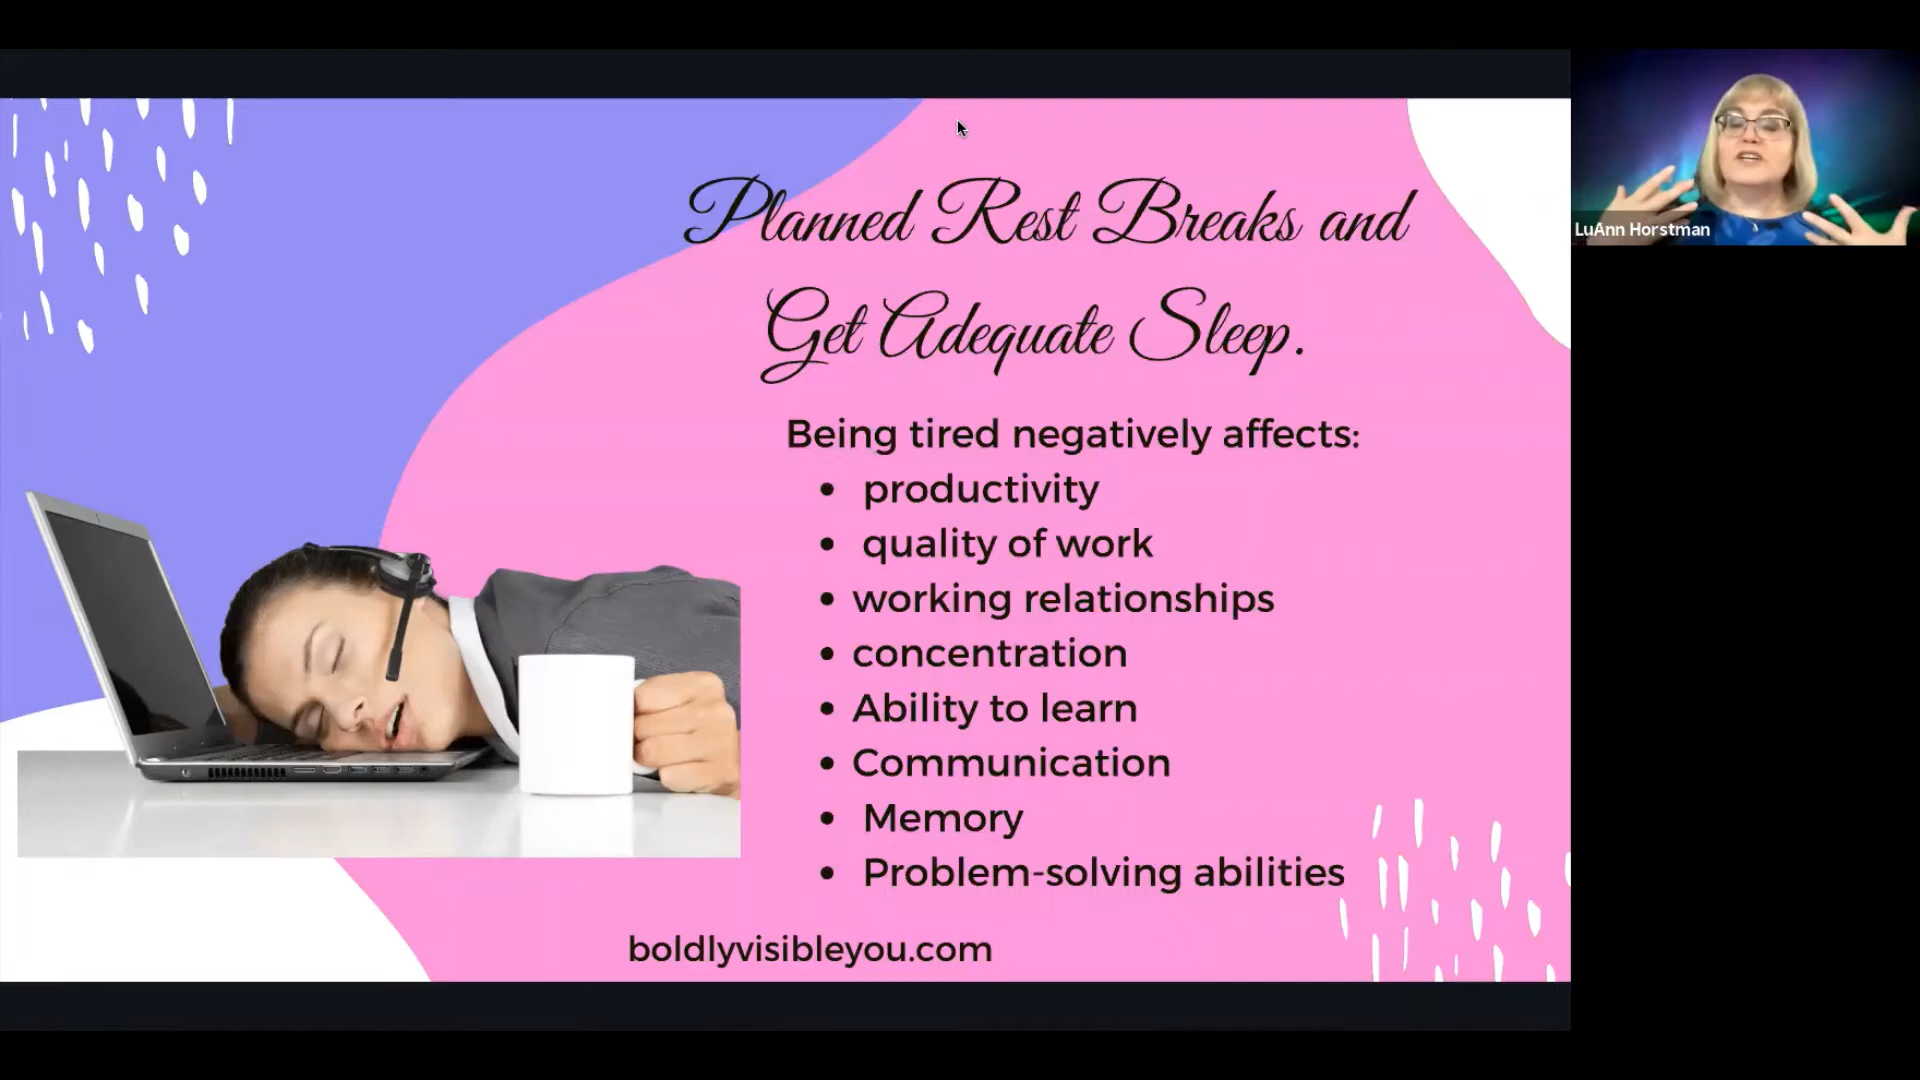 Planned Rest Breaks and
Get Adequate Sleep.
Being tired negatively affects:
• productivity
• quality of work
• working relationships
• concentration
• Ability to learn
• Communication
• Memory
• Problem-solving abilities
boldlyvisibleyou.com
LuAnn Horstman